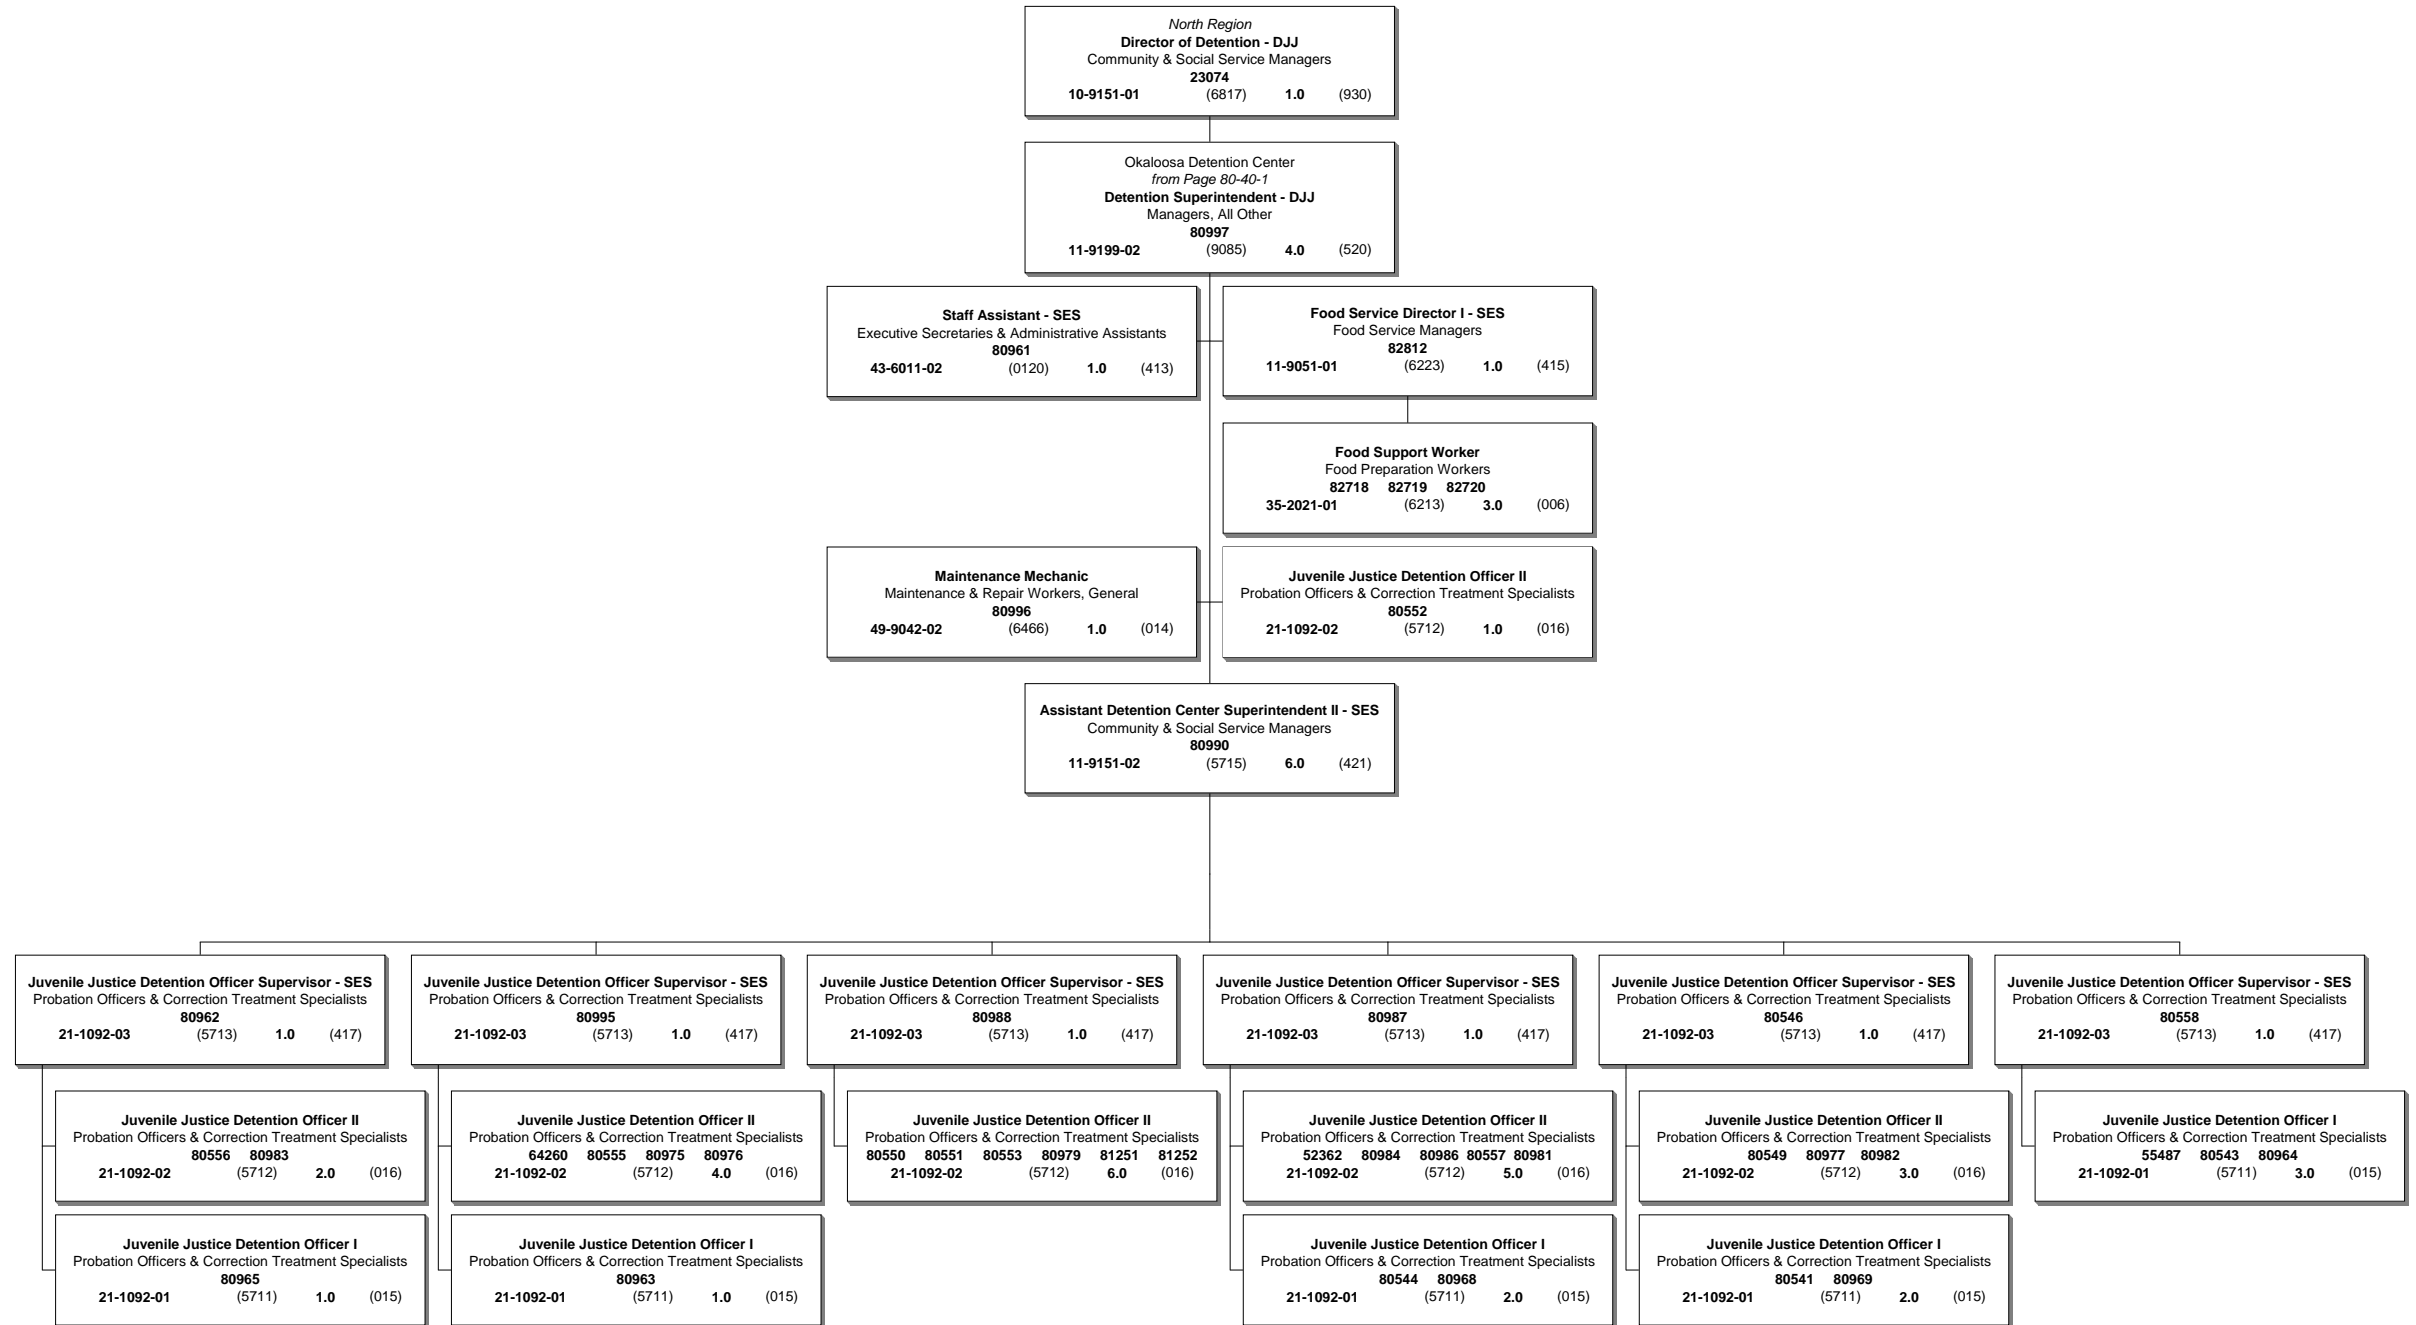 North Region
Director of Detention - DJJ
Community & Social Service Managers
23074
10-9151-01 (6817) 1.0 (930)
Okaloosa Detention Center
from Page 80-40-1
Detention Superintendent - DJJ
Managers, All Other
80997
11-9199-02 (9085) 4.0 (520)
Staff Assistant - SES
Executive Secretaries & Administrative Assistants
80961
43-6011-02 (0120) 1.0 (413)
Food Service Director I - SES
Food Service Managers
82812
11-9051-01 (6223) 1.0 (415)
Food Support Worker
Food Preparation Workers
82718 82719 82720
35-2021-01 (6213) 3.0 (006)
Maintenance Mechanic
Maintenance & Repair Workers, General
80996
49-9042-02 (6466) 1.0 (014)
Juvenile Justice Detention Officer II
Probation Officers & Correction Treatment Specialists
80552
21-1092-02 (5712) 1.0 (016)
Assistant Detention Center Superintendent II - SES
Community & Social Service Managers
80990
11-9151-02 (5715) 6.0 (421)
Juvenile Justice Detention Officer Supervisor - SES
Probation Officers & Correction Treatment Specialists
80962
21-1092-03 (5713) 1.0 (417)
Juvenile Justice Detention Officer II
Probation Officers & Correction Treatment Specialists
80556 80983
21-1092-02 (5712) 2.0 (016)
Juvenile Justice Detention Officer I
Probation Officers & Correction Treatment Specialists
80965
21-1092-01 (5711) 1.0 (015)
Juvenile Justice Detention Officer Supervisor - SES
Probation Officers & Correction Treatment Specialists
80995
21-1092-03 (5713) 1.0 (417)
Juvenile Justice Detention Officer II
Probation Officers & Correction Treatment Specialists
64260 80555 80975 80976
21-1092-02 (5712) 4.0 (016)
Juvenile Justice Detention Officer I
Probation Officers & Correction Treatment Specialists
80963
21-1092-01 (5711) 1.0 (015)
Juvenile Justice Detention Officer Supervisor - SES
Probation Officers & Correction Treatment Specialists
80988
21-1092-03 (5713) 1.0 (417)
Juvenile Justice Detention Officer II
Probation Officers & Correction Treatment Specialists
80550 80551 80553 80979 81251 81252
21-1092-02 (5712) 6.0 (016)
Juvenile Justice Detention Officer Supervisor - SES
Probation Officers & Correction Treatment Specialists
80987
21-1092-03 (5713) 1.0 (417)
Juvenile Justice Detention Officer II
Probation Officers & Correction Treatment Specialists
52362 80984 80986 80557 80981
21-1092-02 (5712) 5.0 (016)
Juvenile Justice Detention Officer I
Probation Officers & Correction Treatment Specialists
80544 80968
21-1092-01 (5711) 2.0 (015)
Juvenile Justice Detention Officer Supervisor - SES
Probation Officers & Correction Treatment Specialists
80546
21-1092-03 (5713) 1.0 (417)
Juvenile Justice Detention Officer II
Probation Officers & Correction Treatment Specialists
80549 80977 80982
21-1092-02 (5712) 3.0 (016)
Juvenile Justice Detention Officer I
Probation Officers & Correction Treatment Specialists
80541 80969
21-1092-01 (5711) 2.0 (015)
Juvenile Justice Detention Officer Supervisor - SES
Probation Officers & Correction Treatment Specialists
80558
21-1092-03 (5713) 1.0 (417)
Juvenile Justice Detention Officer I
Probation Officers & Correction Treatment Specialists
55487 80543 80964
21-1092-01 (5711) 3.0 (015)